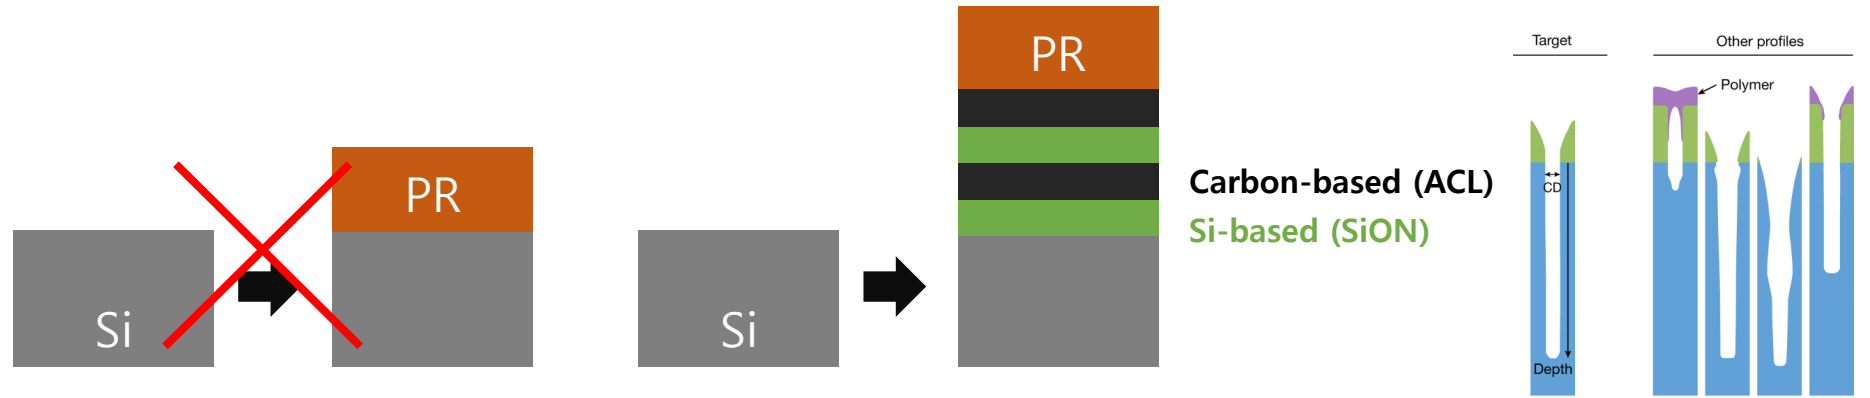 Si
PR
Si
PR
Carbon-based (ACL)
Si-based (SiON)
Target
CD
Depth
Other profiles
Polymer